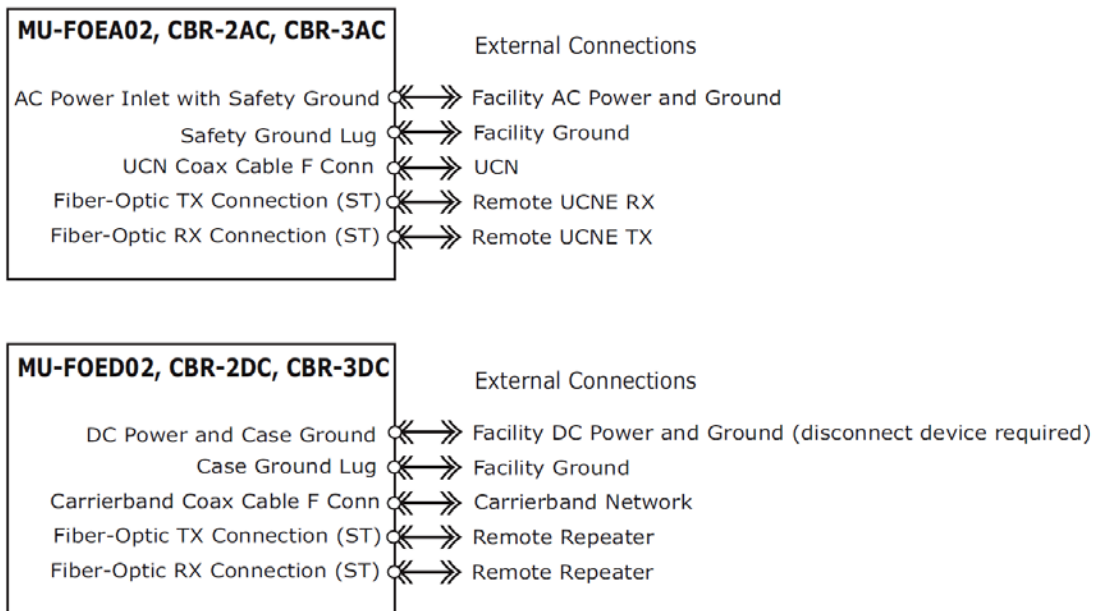 MU-FOEA02, CBR-2AC, CBR-3AC
External Connections
AC Power Inlet with Safety Ground Facility AC Power and Ground
Safety Ground Lug Facility Ground
UCN Coax Cable F Conn UCN
Fiber-Optic TX Connection (ST) Remote UCNE RX
Fiber-Optic RX Connection (ST) Remote UCNE TX
MU-FOED02, CBR-2DC, CBR-3DC
External Connections
DC Power and Case Ground Facility DC Power and Ground (disconnect device required)
Case Ground Lug Facility Ground
Carrierband Coax Cable F Conn Carrierband Network
Fiber-Optic TX Connection (ST) Remote Repeater
Fiber-Optic RX Connection (ST) Remote Repeater